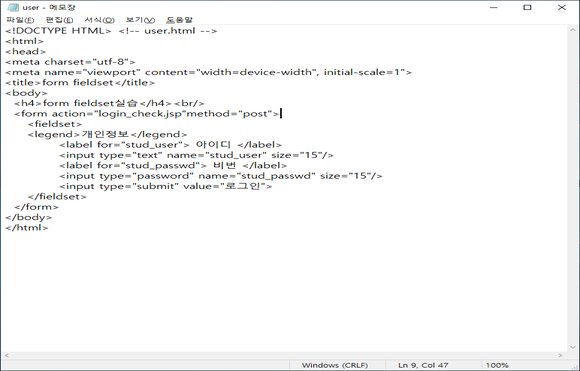 user - 메모장
파일(F) 편집(E) 서식(O) 보기(V) 도움말
<!DOCTYPE HTML> <!-- user.html -->
<html>
<head>
<meta charset="utf-8">
<meta name="viewport" content="width=device-width", initial-scale=1">
<title>form fieldset</title>
<body>
<h4>form fieldset실습</h4><br/>
<form action="login_check.jsp"method="post">
<fieldset>
<legend>개인정보</legend>
<label for="stud_user"> 아이디 </label>
<input type="text" name="stud_user" size="15"/>
<label for="stud_passwd"> 비번 </label>
<input type="password" name="stud_passwd" size="15"/>
<input type="submit" value="로그인">
</fieldset>
</form>
</body>
</html>
Windows (CRLF) Ln 9, Col 47 100%